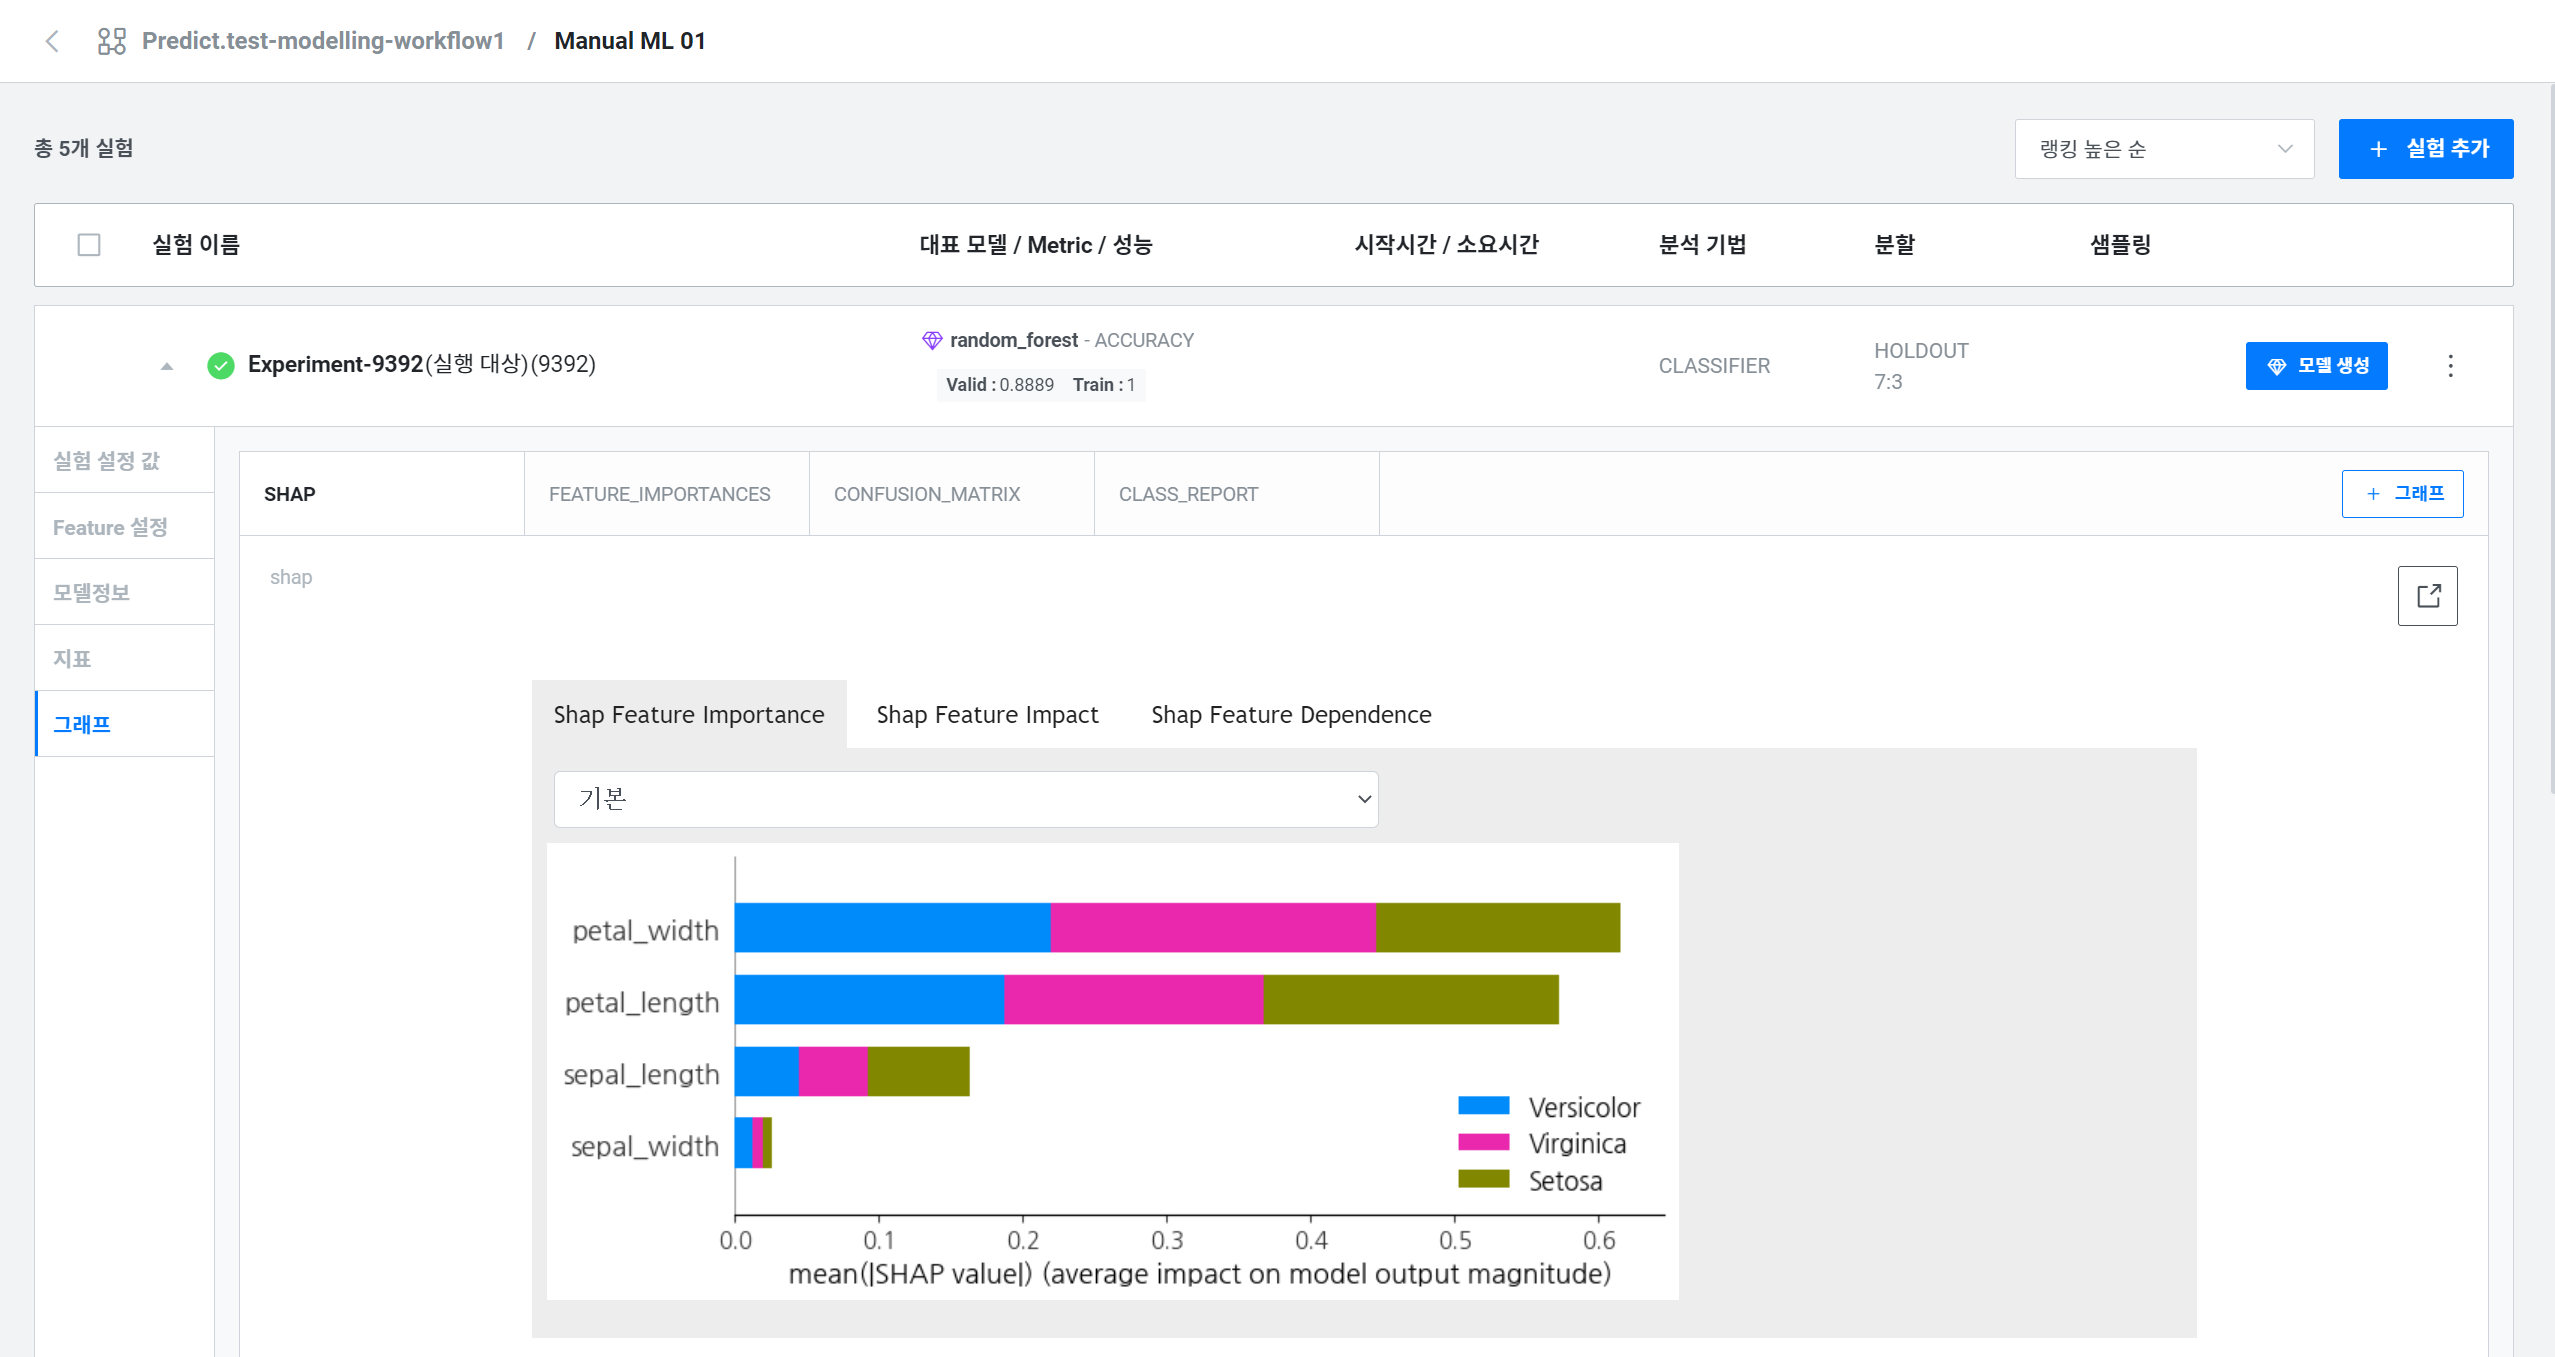 Predict.test-modelling-workflow1 / Manual ML 01
총 5개 실험
랭킹 높은 순
+ 실험 추가
실험 이름 대표 모델 / Metric / 성능 시작시간 / 소요시간 분석 기법 분할 샘플링
Experiment-9392(실행 대상)(9392)
random_forest - ACCURACY
Valid : 0.8889 Train : 1
CLASSIFIER
HOLDOUT
7:3
모델 생성
실험 설정 값
Feature 설정
모델정보
지표
그래프
SHAP FEATURE_IMPORTANCES CONFUSION_MATRIX CLASS_REPORT
+ 그래프
shap
Shap Feature Importance Shap Feature Impact Shap Feature Dependence
기본
petal_width
petal_length
sepal_length
sepal_width
Versicolor
Virginica
Setosa
0.0 0.1 0.2 0.3 0.4 0.5 0.6
mean(|SHAP value|) (average impact on model output magnitude)